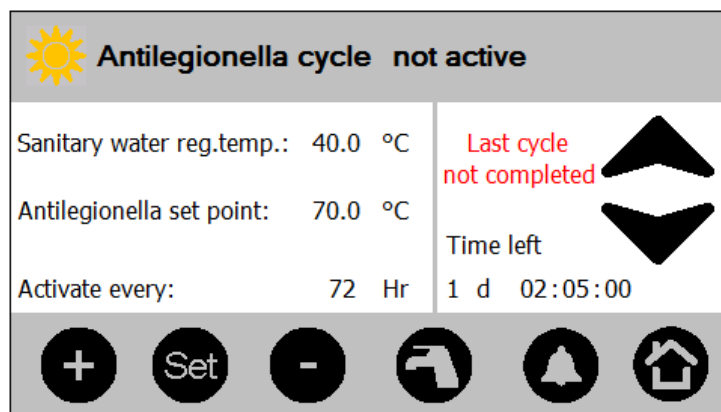 Antilegionella cycle not active
Sanitary water reg.temp.: 40.0 °C
Antilegionella set point: 70.0 °C
Activate every: 72 Hr
Last cycle
not completed
Time left
1 d 02:05:00
+ Set -